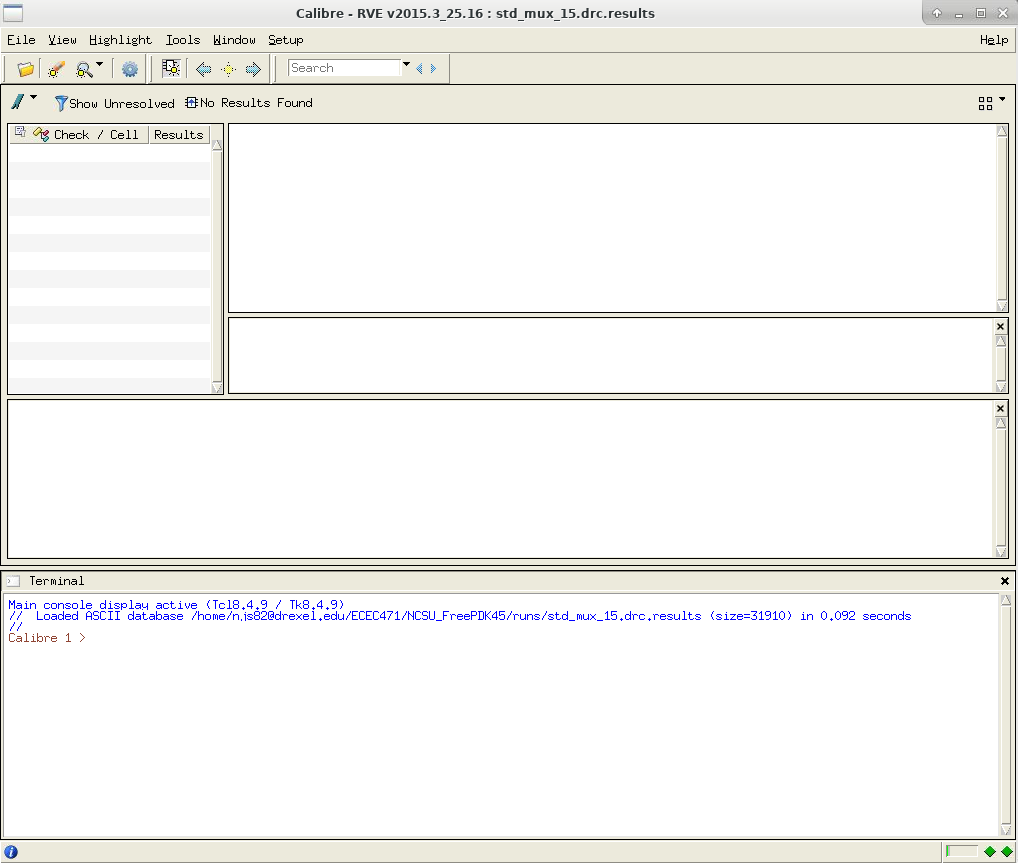 Calibre - RVE v2015.3_25.16 : std_mux_15.drc.results
File View Highlight Tools Window Setup Help
Search
Show Unresolved No Results Found
Check / Cell Results
Terminal
Main console display active (Tcl8.4.9 / Tk8.4.9)
// Loaded ASCII database /home/njs82@drexel.edu/ECEC471/NCSU_FreePDK45/runs/std_mux_15.drc.results (size=31910) in 0.092 seconds
//
Calibre 1 >